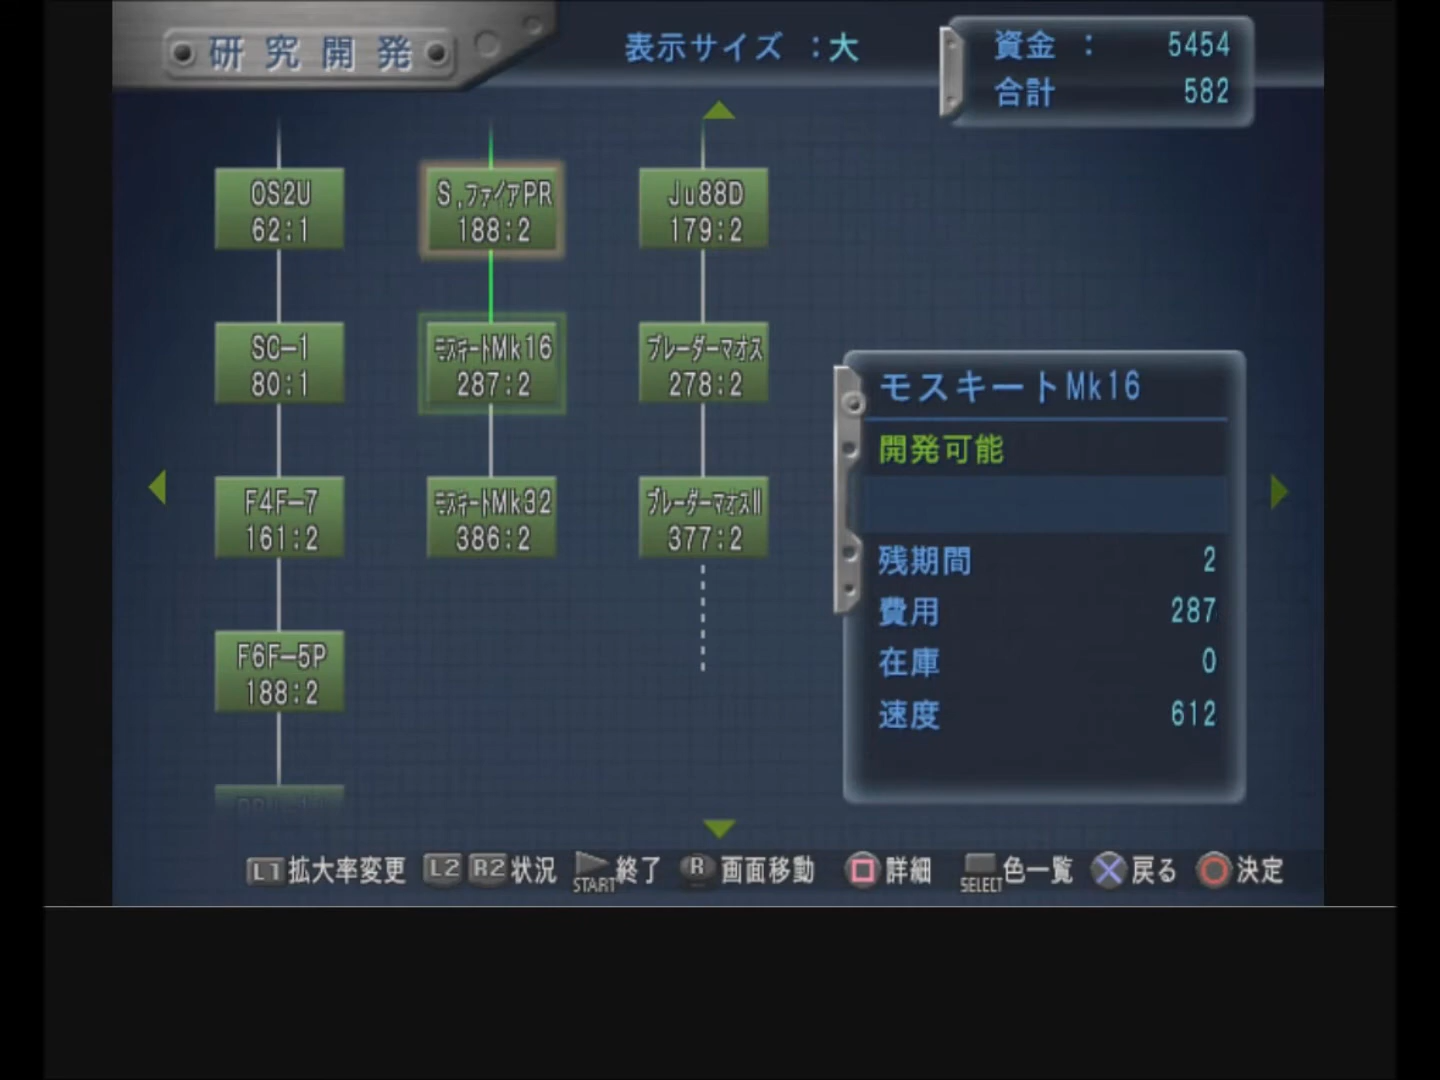 研究開発
表示サイズ :大
資金 : 5454
合計 582
OS2U
62:1
S,ファイアPR
188:2
Ju88D
179:2
SC-1
80:1
モスキートMk16
287:2
ブレーダーマオス
278:2
F4F-7
161:2
モスキートMk32
386:2
ブレーダーマオスⅡ
377:2
F6F-5P
188:2
モスキートMk16
開発可能
残期間 2
費用 287
在庫 0
速度 612
L1 拡大率変更 L2 R2 状況 START 終了 R 画面移動 詳細 SELECT 色一覧 戻る 決定